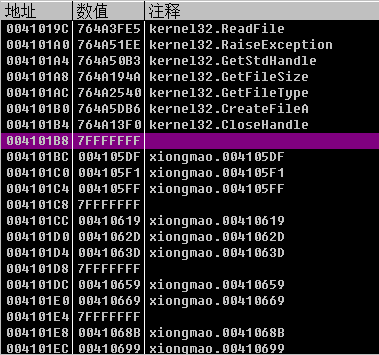 地址 数值 注释
0041019C 764A3FE5 kernel32.ReadFile
004101A0 764A51EE kernel32.RaiseException
004101A4 764A50B3 kernel32.GetStdHandle
004101A8 764A194A kernel32.GetFileSize
004101AC 764A2540 kernel32.GetFileType
004101B0 764A5DB6 kernel32.CreateFileA
004101B4 764A13F0 kernel32.CloseHandle
004101B8 7FFFFFFF
004101BC 004105DF xiongmao.004105DF
004101C0 004105F1 xiongmao.004105F1
004101C4 004105FF xiongmao.004105FF
004101C8 7FFFFFFF
004101CC 00410619 xiongmao.00410619
004101D0 0041062D xiongmao.0041062D
004101D4 0041063D xiongmao.0041063D
004101D8 7FFFFFFF
004101DC 00410659 xiongmao.00410659
004101E0 00410669 xiongmao.00410669
004101E4 7FFFFFFF
004101E8 0041068B xiongmao.0041068B
004101EC 00410699 xiongmao.00410699